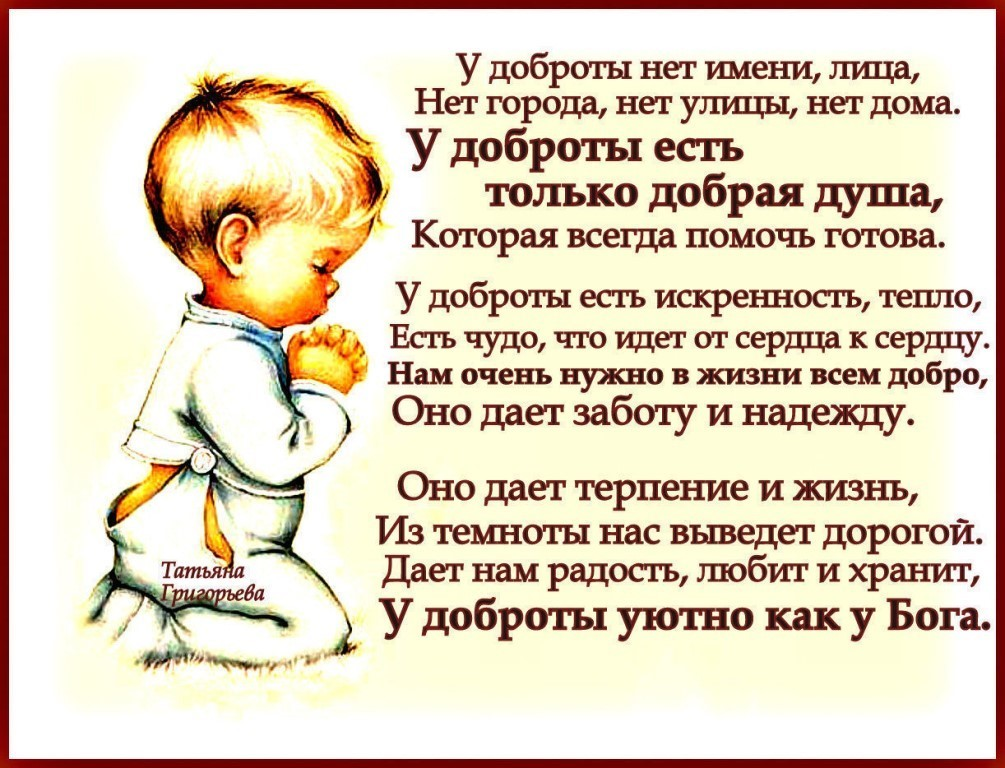 У доброты нет имени, лица,
Нет города, нет улицы, нет дома.
У доброты есть
только добрая душа,
Которая всегда помочь готова.
У доброты есть искренность, тепло,
Есть чудо, что идет от сердца к сердцу.
Нам очень нужно в жизни всем добро,
Оно дает заботу и надежду.
Оно дает терпение и жизнь,
Из темноты нас выведет дорогой.
Дает нам радость, любит и хранит,
У доброты уютно как у Бога.
Татьяна
Григорьева